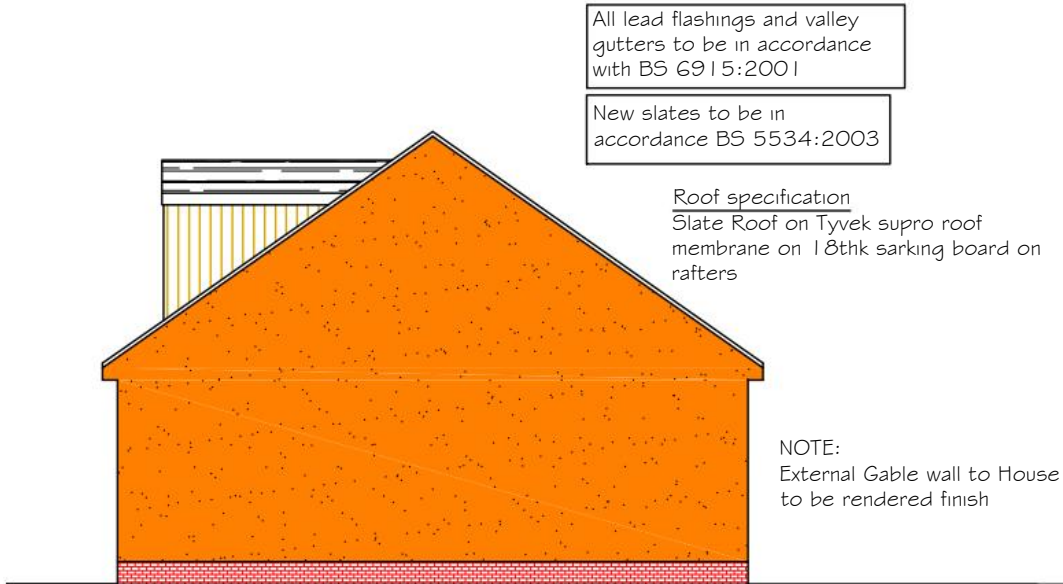 All lead flashings and valley
gutters to be in accordance
with BS 6915:2001
New slates to be in
accordance BS 5534:2003
Roof specification
Slate Roof on Tyvek supro roof
membrane on 18thk sarking board on
rafters
NOTE:
External Gable wall to House
to be rendered finish